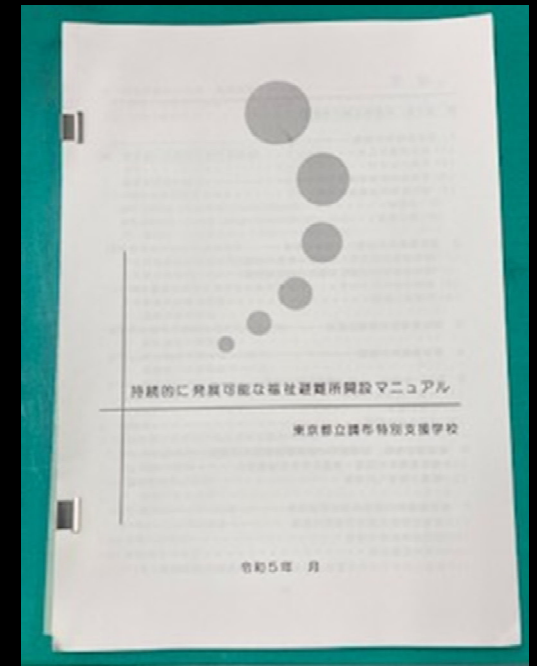 持続的に発展可能な福祉避難所開設マニュアル
東京都立調布特別支援学校
令和5年　月